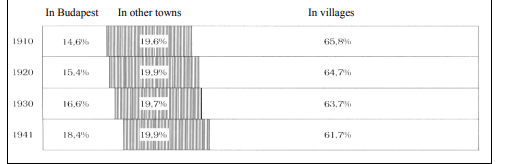 In Budapest In other towns In villages
1910 14,6% 19,6% 65,8%
1920 15,4% 19,9% 64,7%
1930 16,6% 19,7% 63,7%
1941 18,4% 19,9% 61,7%